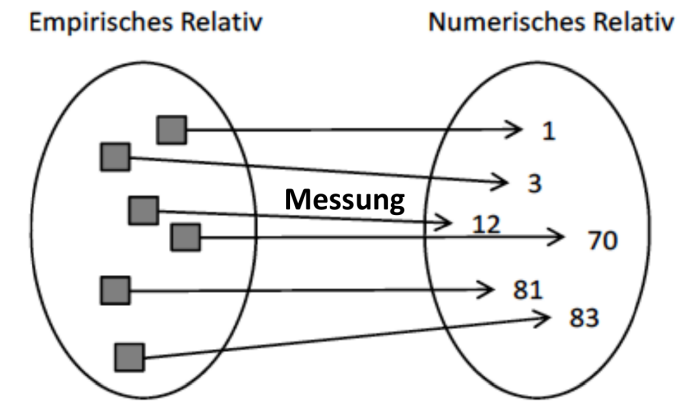 Empirisches Relativ
Numerisches Relativ
1
3
Messung
12
70
81
83